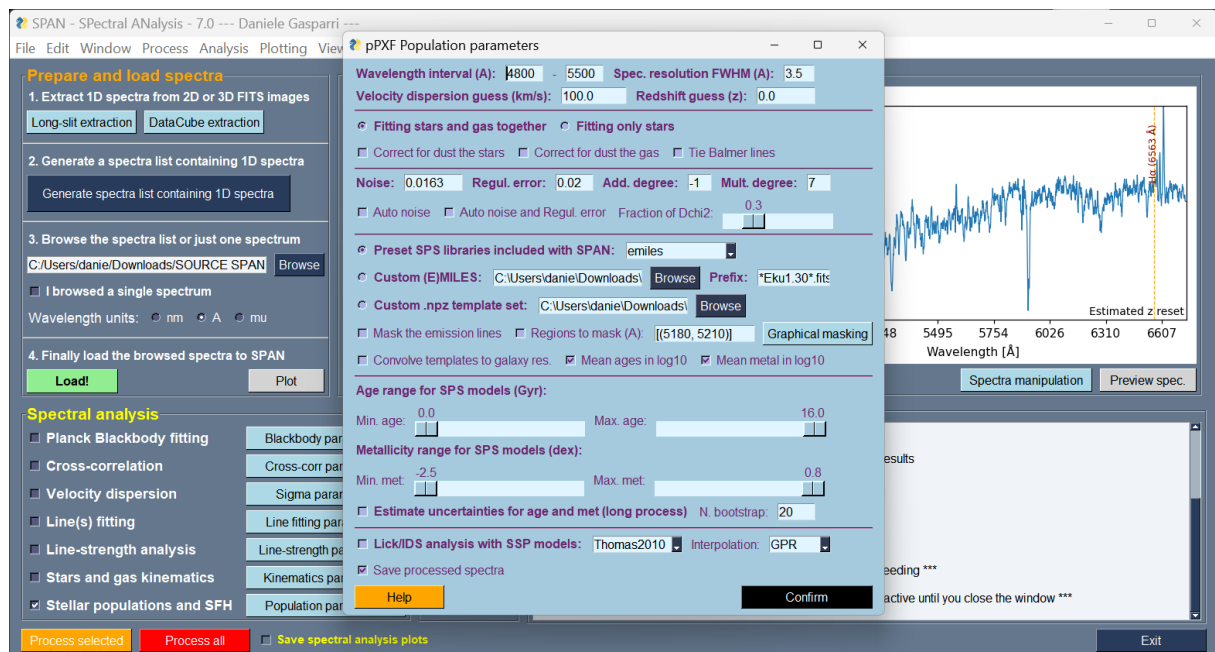 SPAN - SPectral ANalysis - 7.0 --- Daniele Gasparri ---
File Edit Window Process Analysis Plotting View
Prepare and load spectra
1. Extract 1D spectra from 2D or 3D FITS images
Long-slit extraction DataCube extraction
2. Generate a spectra list containing 1D spectra
Generate spectra list containing 1D spectra
3. Browse the spectra list or just one spectrum
C:/Users/danie/Downloads/SOURCE SPAN Browse
I browsed a single spectrum
Wavelength units: nm A mu
4. Finally load the browsed spectra to SPAN
Load! Plot
Spectral analysis
Planck Blackbody fitting Blackbody par
Cross-correlation Cross-corr par
Velocity dispersion Sigma parar
Line(s) fitting Line fitting par
Line-strength analysis Line-strength pa
Stars and gas kinematics Kinematics par
Stellar populations and SFH Population par
Process selected Process all Save spectral analysis plots
pPXF Population parameters
Wavelength interval (A): 4800 - 5500 Spec. resolution FWHM (A): 3.5
Velocity dispersion guess (km/s): 100.0 Redshift guess (z): 0.0
Fitting stars and gas together Fitting only stars
Correct for dust the stars Correct for dust the gas Tie Balmer lines
Noise: 0.0163 Regul. error: 0.02 Add. degree: -1 Mult. degree: 7
Auto noise Auto noise and Regul. error Fraction of Dchi2: 0.3
Preset SPS libraries included with SPAN: emiles
Custom (E)MILES: C:\Users\danie\Downloads\ Browse Prefix: *Eku1.30*.fits
Custom .npz template set: C:\Users\danie\Downloads\ Browse
Mask the emission lines Regions to mask (A): [(5180, 5210)] Graphical masking
Convolve templates to galaxy res. Mean ages in log10 Mean metal in log10
Age range for SPS models (Gyr):
Min. age: 0.0 Max. age: 16.0
Metallicity range for SPS models (dex):
Min. met: -2.5 Max. met: 0.8
Estimate uncertainties for age and met (long process) N. bootstrap: 20
Lick/IDS analysis with SSP models: Thomas2010 Interpolation: GPR
Save processed spectra
Help Confirm
Hα (6563 Å)
Estimated z reset
48 5495 5754 6026 6310 6607
Wavelength [Å]
Spectra manipulation Preview spec.
esults
eeding ***
active until you close the window ***
Exit